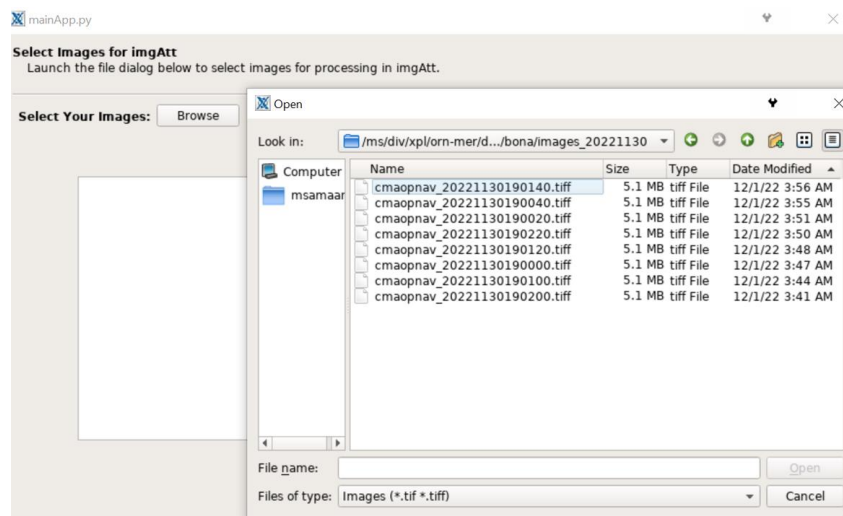 mainApp.py
Select Images for imgAtt
Launch the file dialog below to select images for processing in imgAtt.
Select Your Images: Browse
Open
Look in: /ms/div/xpl/orn-mer/d.../bona/images_20221130
Computer
msamaar
Name Size Type Date Modified
cmaopnav_20221130190140.tiff 5.1 MB tiff File 12/1/22 3:56 AM
cmaopnav_20221130190040.tiff 5.1 MB tiff File 12/1/22 3:55 AM
cmaopnav_20221130190020.tiff 5.1 MB tiff File 12/1/22 3:51 AM
cmaopnav_20221130190220.tiff 5.1 MB tiff File 12/1/22 3:50 AM
cmaopnav_20221130190120.tiff 5.1 MB tiff File 12/1/22 3:48 AM
cmaopnav_20221130190000.tiff 5.1 MB tiff File 12/1/22 3:47 AM
cmaopnav_20221130190100.tiff 5.1 MB tiff File 12/1/22 3:44 AM
cmaopnav_20221130190200.tiff 5.1 MB tiff File 12/1/22 3:41 AM
File name: Open
Files of type: Images (*.tif *.tiff) Cancel